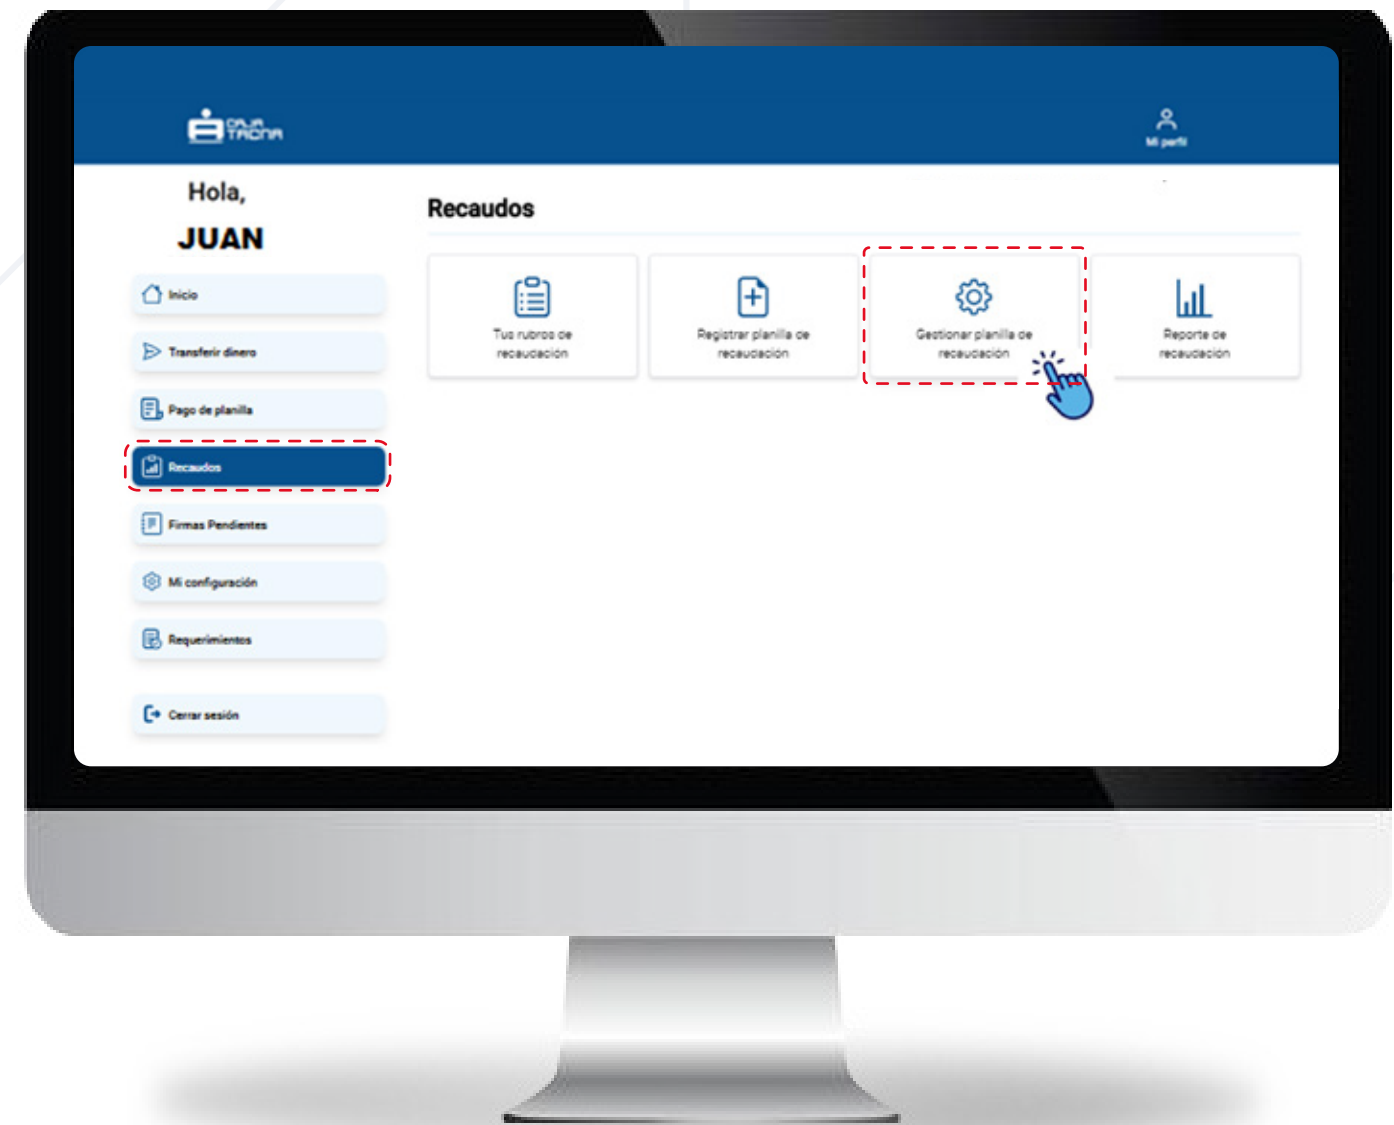 CAJA
TACNA
Mi perfil
Hola,
JUAN
Inicio
Transferir dinero
Pago de planilla
Recaudos
Firmas Pendientes
Mi configuración
Requerimientos
Cerrar sesión
Recaudos
Tus rubros de
recaudación
Registrar planilla de
recaudación
Gestionar planilla de
recaudación
Reporte de
recaudación